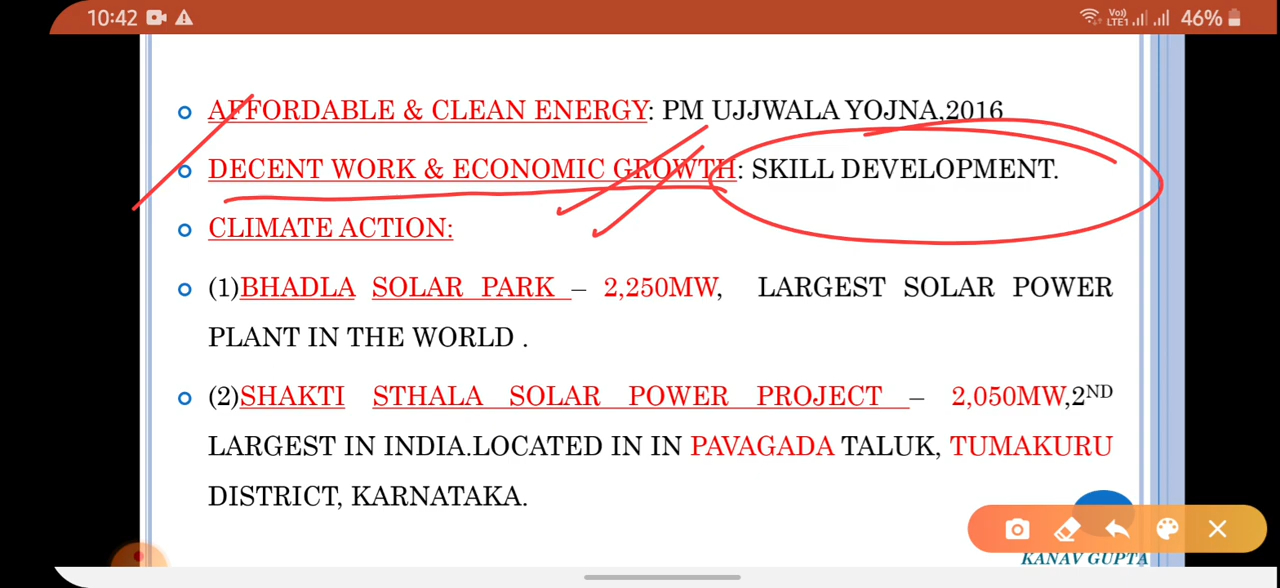 10:42 Vo) LTE1 46%
AFFORDABLE & CLEAN ENERGY: PM UJJWALA YOJNA,2016
DECENT WORK & ECONOMIC GROWTH: SKILL DEVELOPMENT.
CLIMATE ACTION:
(1)BHADLA SOLAR PARK – 2,250MW, LARGEST SOLAR POWER
PLANT IN THE WORLD .
(2)SHAKTI STHALA SOLAR POWER PROJECT – 2,050MW,2ND
LARGEST IN INDIA.LOCATED IN IN PAVAGADA TALUK, TUMAKURU
DISTRICT, KARNATAKA.
KANAV GUPTA